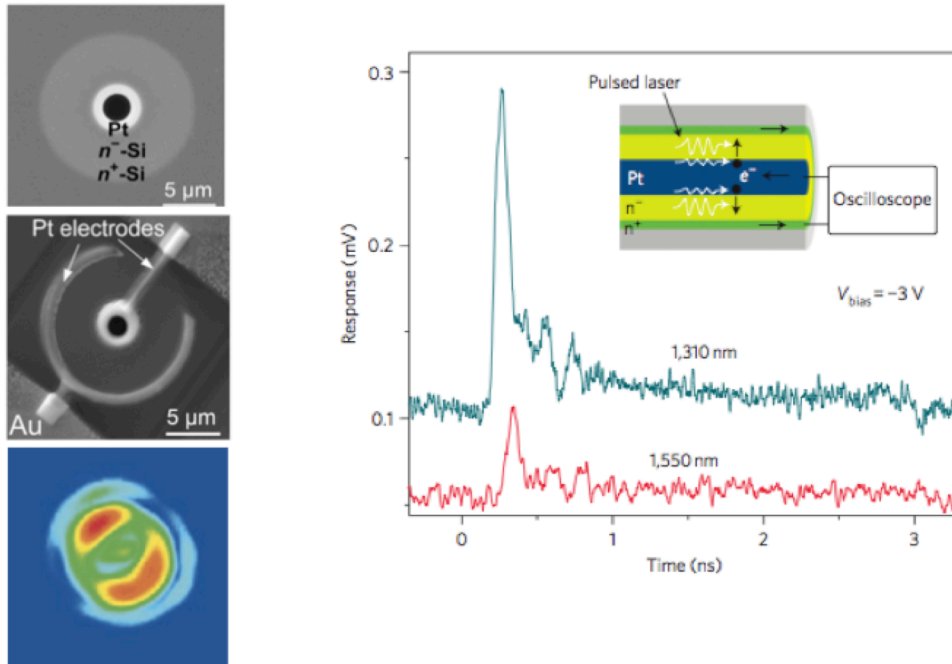 Pt
n⁻-Si
n⁺-Si
5 µm
Pt electrodes
Au
5 µm
0.3
0.2
0.1
Response (mV)
Pulsed laser
Pt
e⁻
n⁻
n⁺
Oscilloscope
V_bias = −3 V
1,310 nm
1,550 nm
0
1
2
3
Time (ns)